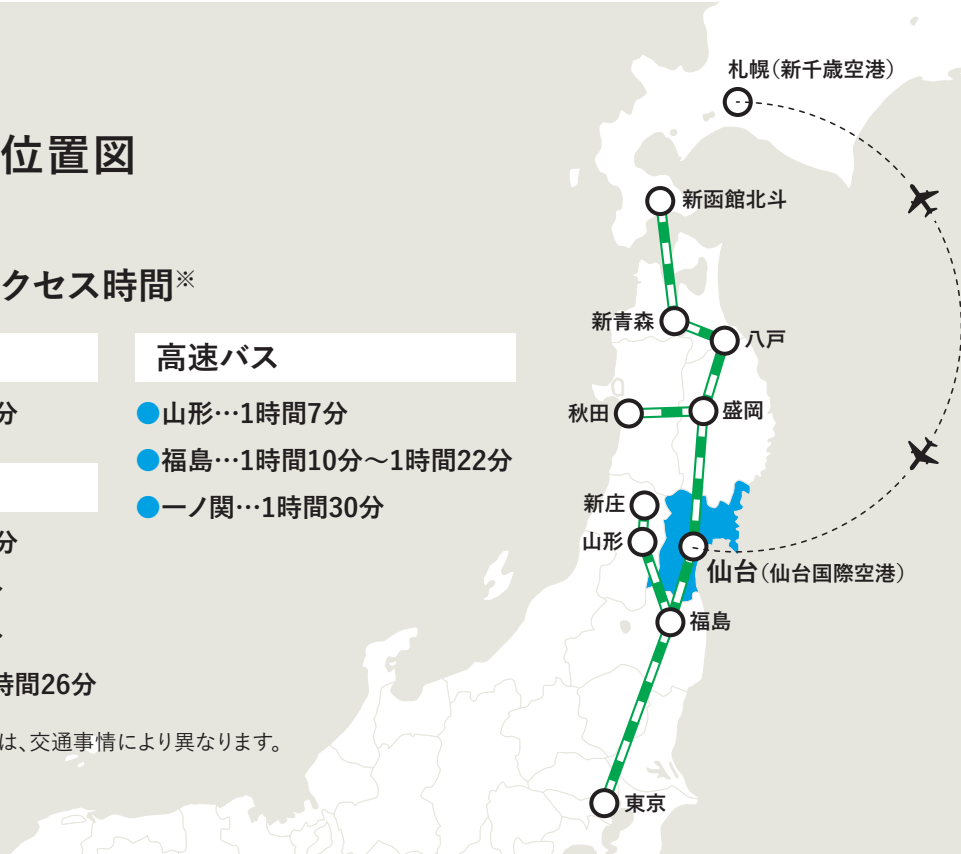 位置図
クセス時間※
分
分
時間26分
高速バス
●山形…1時間7分
●福島…1時間10分～1時間22分
●一ノ関…1時間30分
は、交通事情により異なります。
札幌（新千歳空港）
新函館北斗
新青森
八戸
秋田
盛岡
新庄
山形
仙台（仙台国際空港）
福島
東京